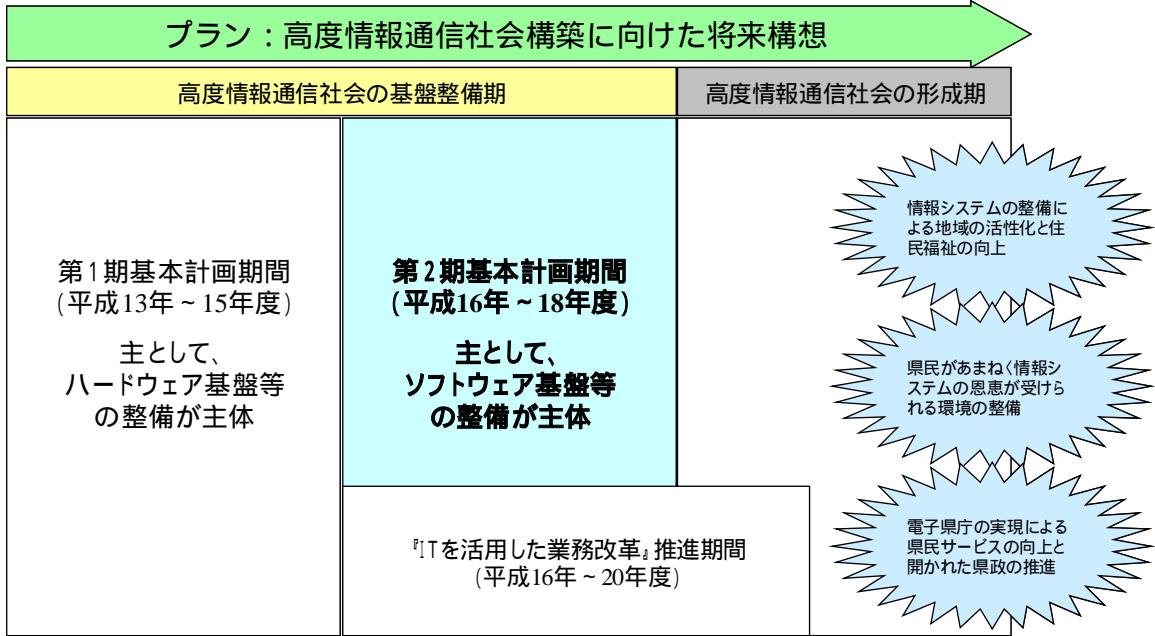 プラン：高度情報通信社会構築に向けた将来構想
高度情報通信社会の基盤整備期
高度情報通信社会の形成期
第1期基本計画期間
(平成13年～15年度)
主として、
ハードウェア基盤等
の整備が主体
第2期基本計画期間
(平成16年～18年度)
主として、
ソフトウェア基盤等
の整備が主体
『ITを活用した業務改革』推進期間
(平成16年～20年度)
情報システムの整備に
よる地域の活性化と住
民福祉の向上
県民があまねく情報シ
ステムの恩恵が受けら
れる環境の整備
電子県庁の実現による
県民サービスの向上と
開かれた県政の推進